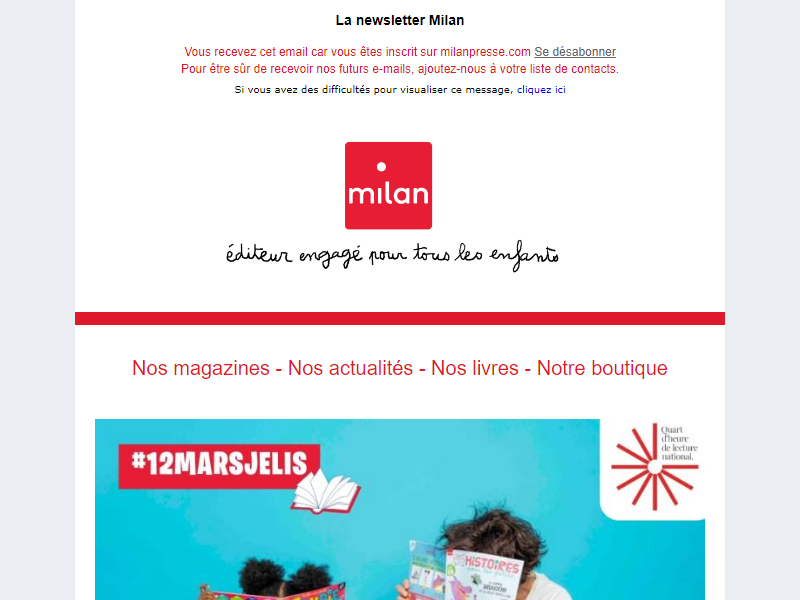 La newsletter Milan
Vous recevez cet email car vous êtes inscrit sur milanpresse.com Se désabonner
Pour être sûr de recevoir nos futurs e-mails, ajoutez-nous à votre liste de contacts.
Si vous avez des difficultés pour visualiser ce message, cliquez ici
milan
éditeur engagé pour tous les enfants
Nos magazines - Nos actualités - Nos livres - Notre boutique
#12MARSJELIS
Quart
d'heure
de lecture
national.
HISTOIRES